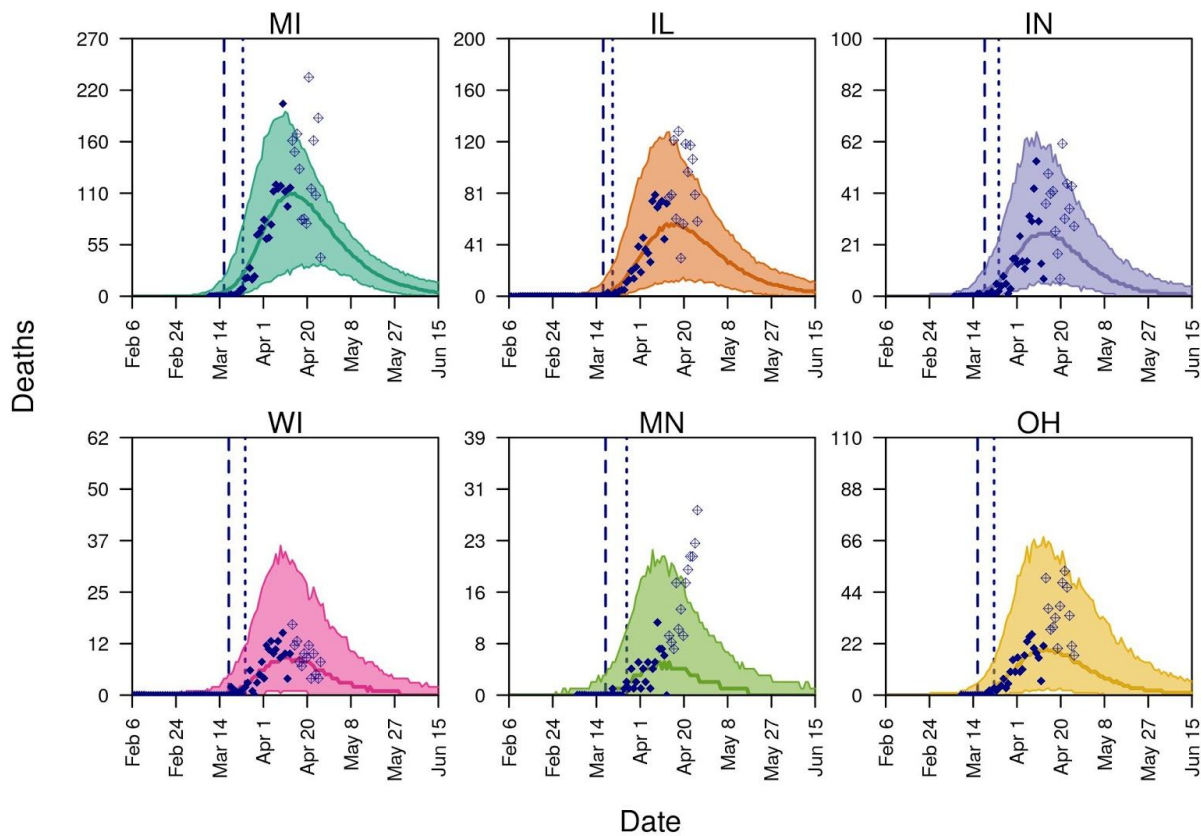 MI
IL
IN
270
220
160
110
55
0
200
160
120
81
41
0
100
82
62
41
21
0
Feb 6
Feb 24
Mar 14
Apr 1
Apr 20
May 8
May 27
Jun 15
Feb 6
Feb 24
Mar 14
Apr 1
Apr 20
May 8
May 27
Jun 15
Feb 6
Feb 24
Mar 14
Apr 1
Apr 20
May 8
May 27
Jun 15
Deaths
WI
MN
OH
62
50
37
25
12
0
39
31
23
16
8
0
110
88
66
44
22
0
Feb 6
Feb 24
Mar 14
Apr 1
Apr 20
May 8
May 27
Jun 15
Feb 6
Feb 24
Mar 14
Apr 1
Apr 20
May 8
May 27
Jun 15
Feb 6
Feb 24
Mar 14
Apr 1
Apr 20
May 8
May 27
Jun 15
Date